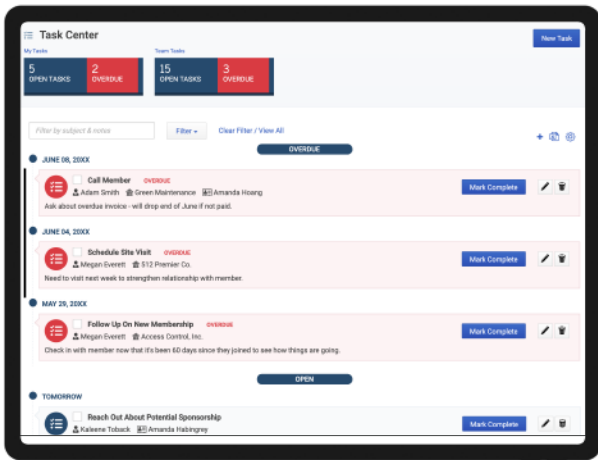 Task Center
New Task
My Tasks
Team Tasks
5
OPEN TASKS
2
OVERDUE
15
OPEN TASKS
3
OVERDUE
Filter by subject & notes
Filter
Clear Filter / View All
OVERDUE
JUNE 08, 20XX
Call Member OVERDUE
Adam Smith Green Maintenance Amanda Hoang
Mark Complete
Ask about overdue invoice - will drop end of June if not paid.
JUNE 04, 20XX
Schedule Site Visit OVERDUE
Megan Everett 512 Premier Co.
Mark Complete
Need to visit next week to strengthen relationship with member.
MAY 29, 20XX
Follow Up On New Membership OVERDUE
Megan Everett Access Control, Inc.
Mark Complete
Check in with member now that it's been 60 days since they joined to see how things are going.
OPEN
TOMORROW
Reach Out About Potential Sponsorship
Kaleene Toback Amanda Habingrey
Mark Complete